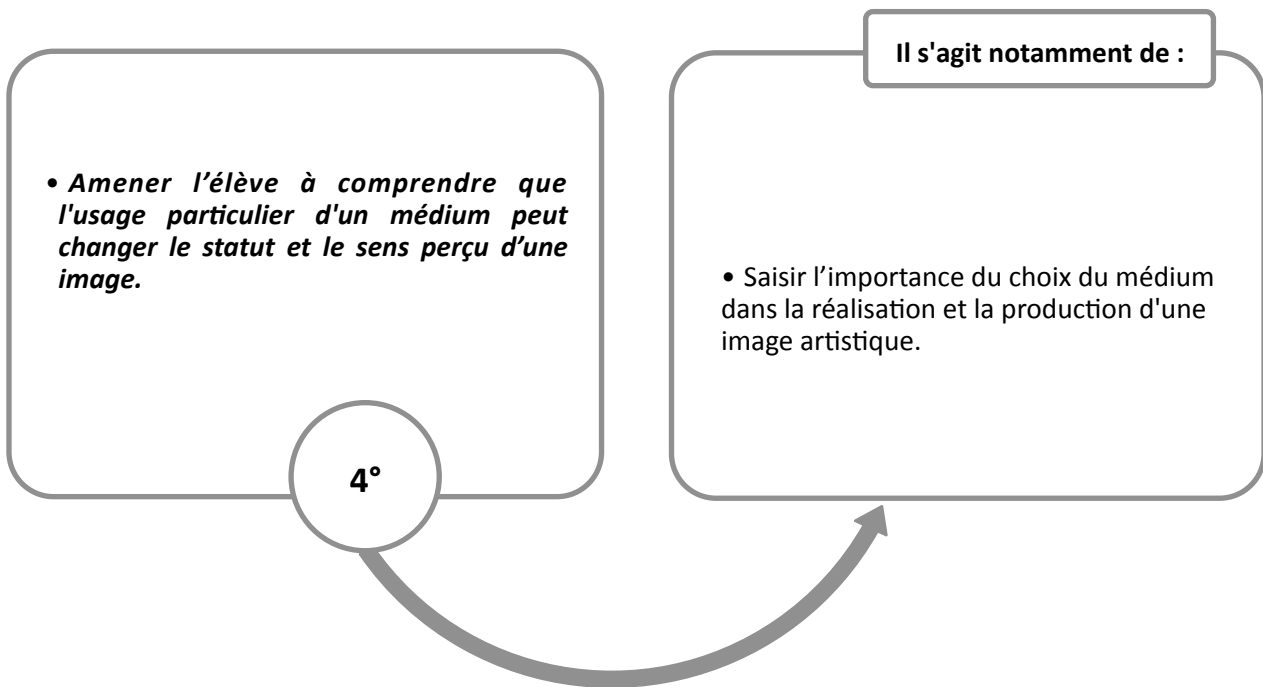 • Amener l’élève à comprendre que
l'usage particulier d'un médium peut
changer le statut et le sens perçu d’une
image.
4°
Il s'agit notamment de :
• Saisir l’importance du choix du médium
dans la réalisation et la production d'une
image artistique.